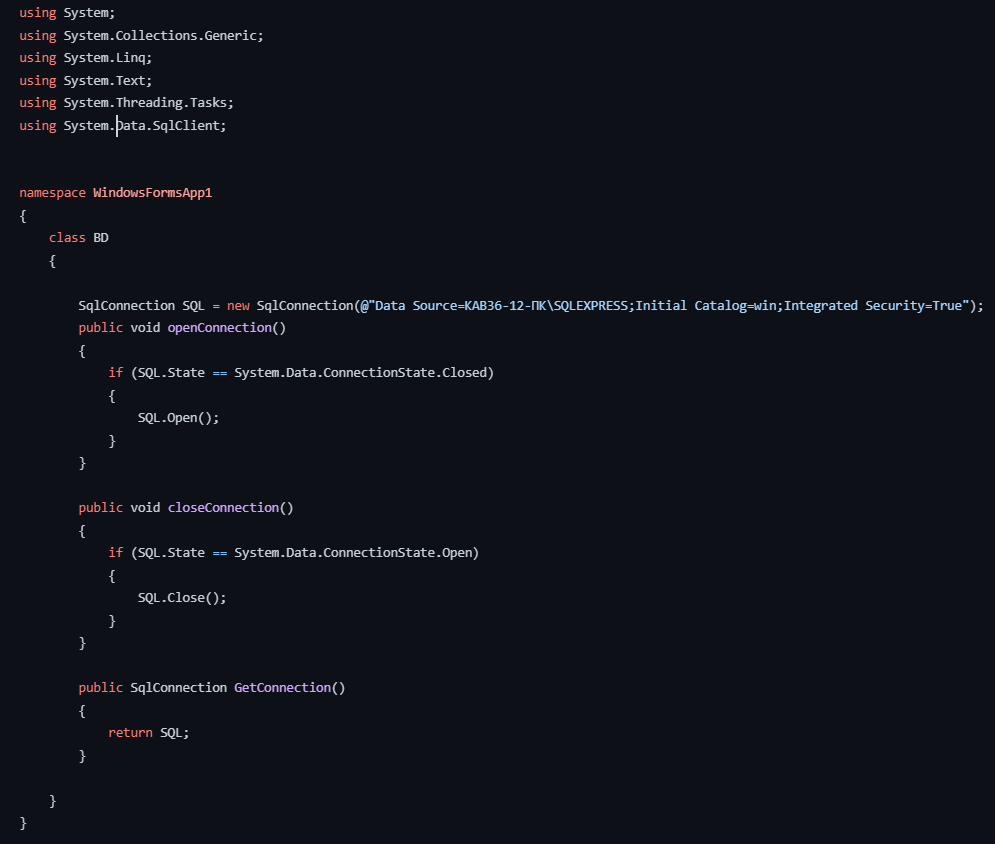 using System;
using System.Collections.Generic;
using System.Linq;
using System.Text;
using System.Threading.Tasks;
using System.Data.SqlClient;
namespace WindowsFormsApp1
{
    class BD
    {
        SqlConnection SQL = new SqlConnection(@"Data Source=KAB36-12-ПК\SQLEXPRESS;Initial Catalog=win;Integrated Security=True");
        public void openConnection()
        {
            if (SQL.State == System.Data.ConnectionState.Closed)
            {
                SQL.Open();
            }
        }
        public void closeConnection()
        {
            if (SQL.State == System.Data.ConnectionState.Open)
            {
                SQL.Close();
            }
        }
        public SqlConnection GetConnection()
        {
            return SQL;
        }
    }
}